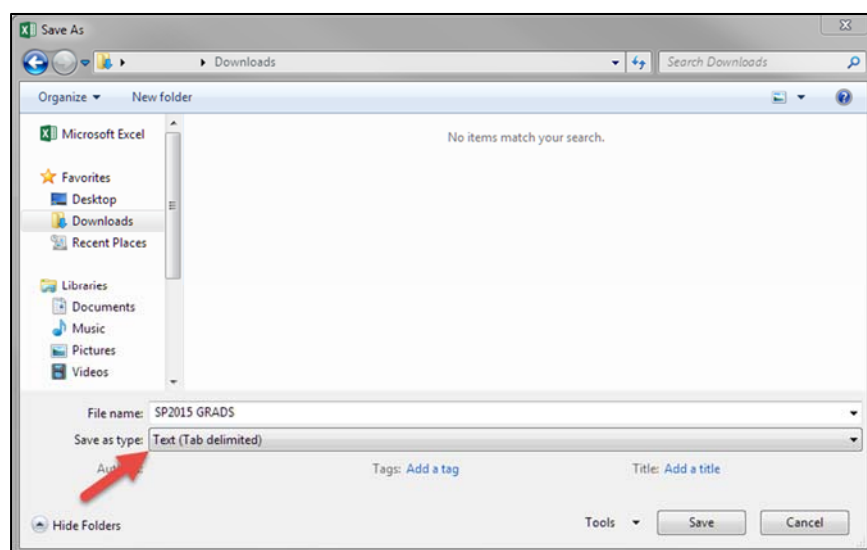 Save As
Downloads
Search Downloads
Organize
New folder
Microsoft Excel
No items match your search.
Favorites
Desktop
Downloads
Recent Places
Libraries
Documents
Music
Pictures
Videos
File name: SP2015 GRADS
Save as type: Text (Tab delimited)
Tags: Add a tag
Title: Add a title
Hide Folders
Tools
Save
Cancel